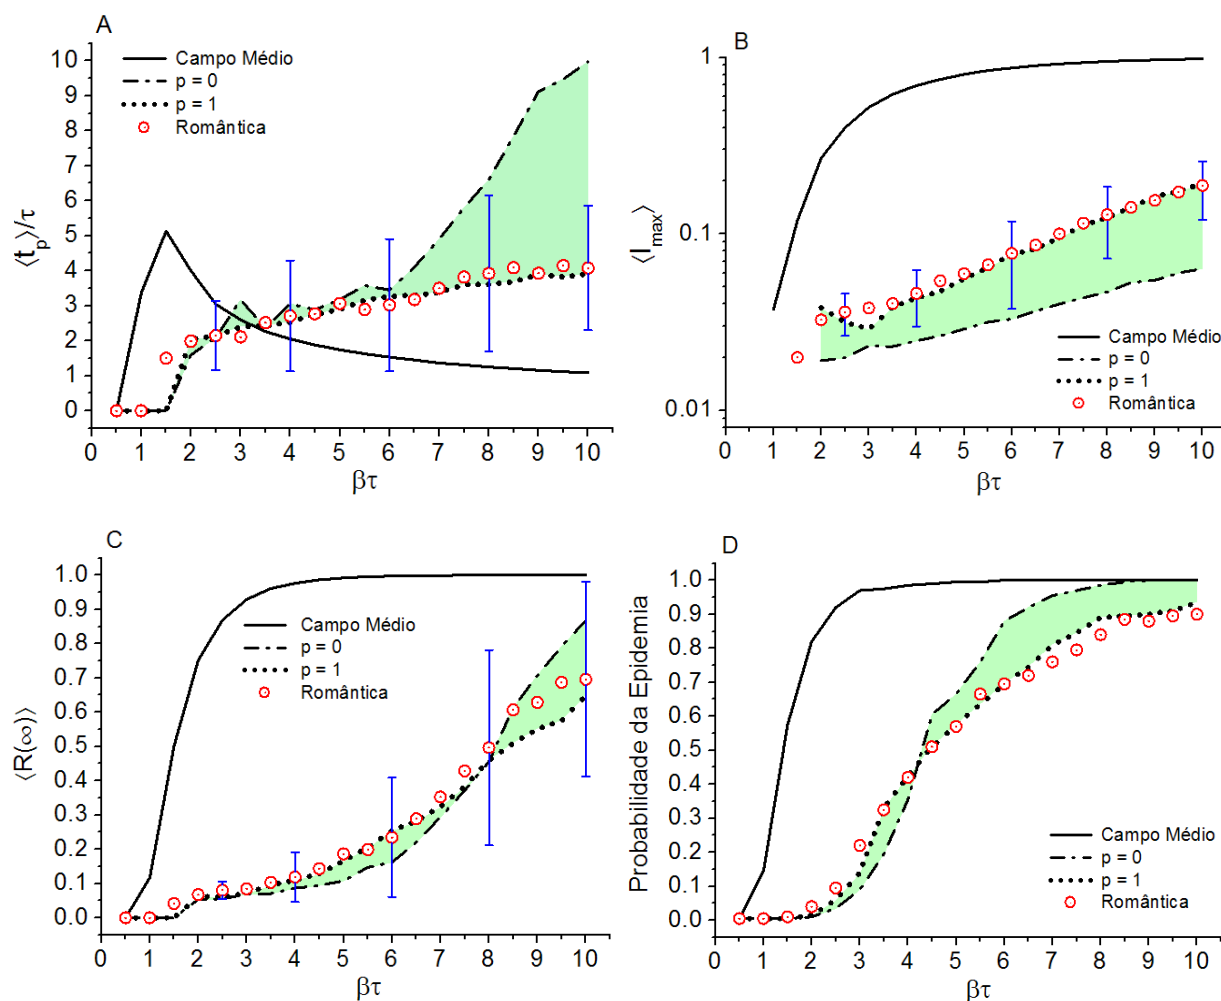 A
10
9
8
7
6
5
4
3
2
1
0
⟨t_p⟩/τ
Campo Médio
p = 0
p = 1
Romântica
0 1 2 3 4 5 6 7 8 9 10
βτ
B
1
0.1
0.01
⟨I_max⟩
Campo Médio
p = 0
p = 1
Romântica
0 1 2 3 4 5 6 7 8 9 10
βτ
C
1.0
0.9
0.8
0.7
0.6
0.5
0.4
0.3
0.2
0.1
0.0
⟨R(∞)⟩
Campo Médio
p = 0
p = 1
Romântica
0 1 2 3 4 5 6 7 8 9 10
βτ
D
1.0
0.9
0.8
0.7
0.6
0.5
0.4
0.3
0.2
0.1
0.0
Probabilidade da Epidemia
Campo Médio
p = 0
p = 1
Romântica
0 1 2 3 4 5 6 7 8 9 10
βτ